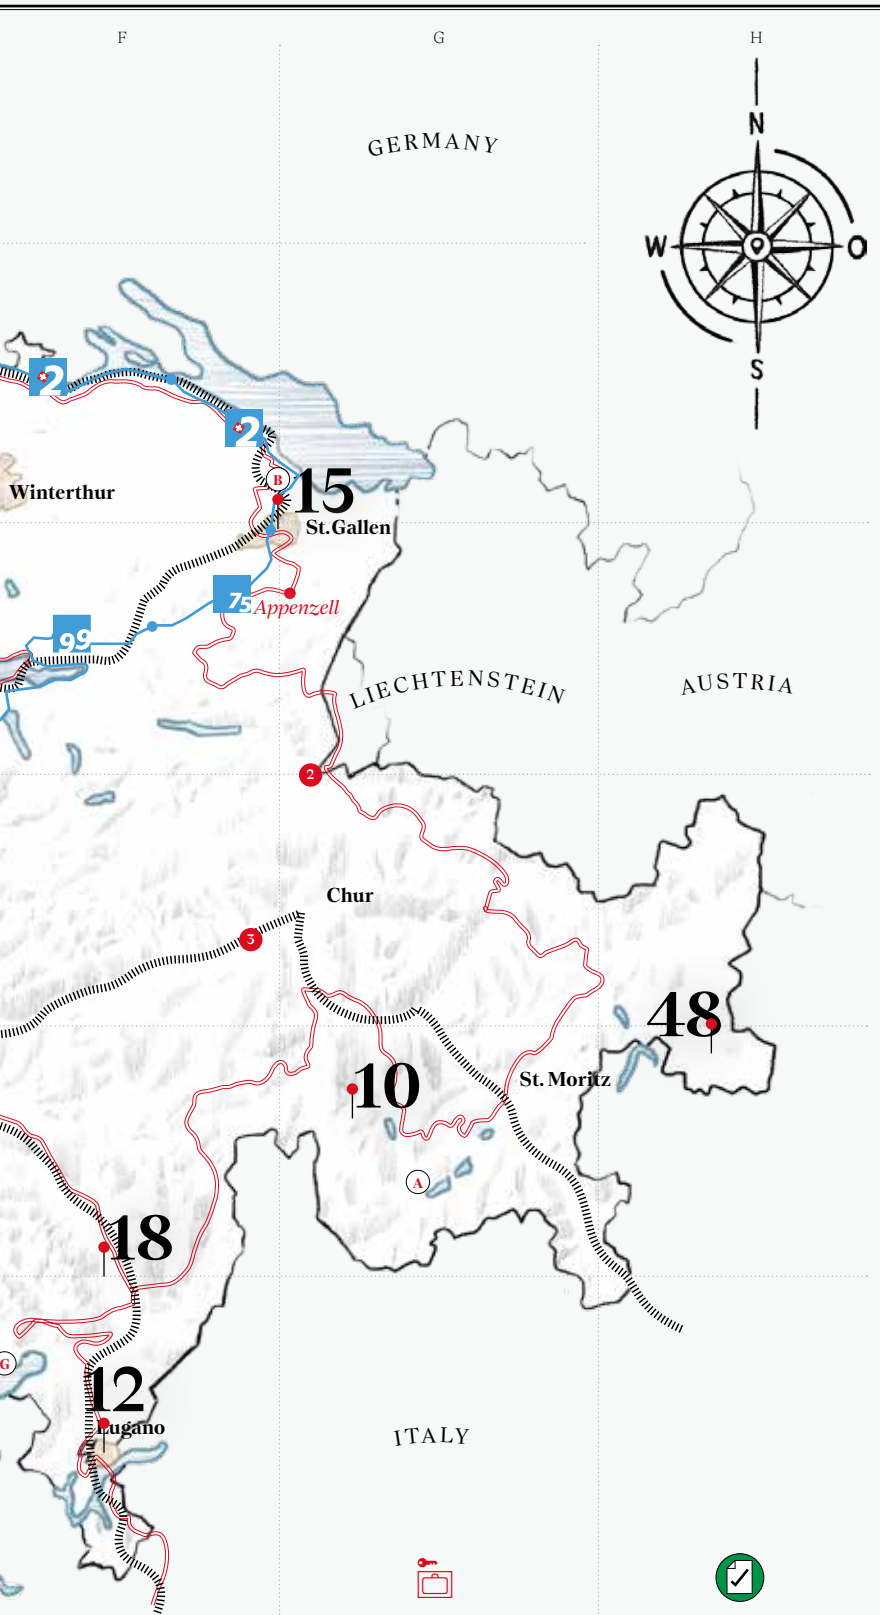 F G H
GERMANY
N
W O
S
2
2
B
15
Winterthur
St.Gallen
75
Appenzell
99
LIECHTENSTEIN
AUSTRIA
2
Chur
3
48
St. Moritz
10
A
18
G
12
Lugano
ITALY